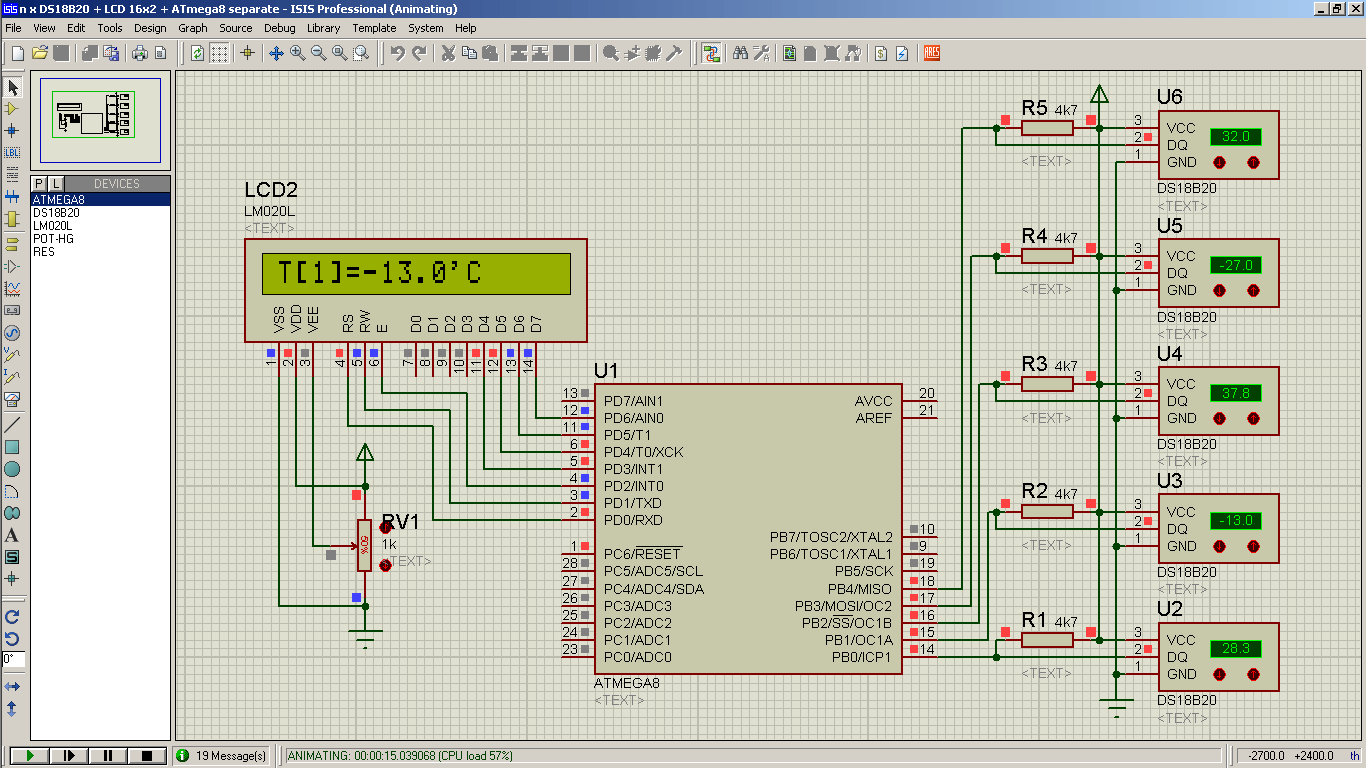 isis n x DS18B20 + LCD 16x2 + ATmega8 separate - ISIS Professional (Animating)
File View Edit Tools Design Graph Source Debug Library Template System Help
ARES
LBL
A
S
0°
P L DEVICES
ATMEGA8
DS18B20
LM020L
POT-HG
RES
LCD2
LM020L
<TEXT>
T[1]=-13.0'C
VSS VDD VEE RS RW E D0 D1 D2 D3 D4 D5 D6 D7
1 2 3 4 5 6 7 8 9 10 11 12 13 14
RV1
1k
<TEXT>
50%
U1
13 PD7/AIN1
12 PD6/AIN0
11 PD5/T1
6 PD4/T0/XCK
5 PD3/INT1
4 PD2/INT0
3 PD1/TXD
2 PD0/RXD
1 PC6/RESET
28 PC5/ADC5/SCL
27 PC4/ADC4/SDA
26 PC3/ADC3
25 PC2/ADC2
24 PC1/ADC1
23 PC0/ADC0
AVCC 20
AREF 21
PB7/TOSC2/XTAL2 10
PB6/TOSC1/XTAL1 9
PB5/SCK 19
PB4/MISO 18
PB3/MOSI/OC2 17
PB2/SS/OC1B 16
PB1/OC1A 15
PB0/ICP1 14
ATMEGA8
<TEXT>
R5 4k7
<TEXT>
U6
3 VCC
2 DQ
1 GND
32.0
DS18B20
<TEXT>
R4 4k7
<TEXT>
U5
3 VCC
2 DQ
1 GND
-27.0
DS18B20
<TEXT>
R3 4k7
<TEXT>
U4
3 VCC
2 DQ
1 GND
37.8
DS18B20
<TEXT>
R2 4k7
<TEXT>
U3
3 VCC
2 DQ
1 GND
-13.0
DS18B20
<TEXT>
R1 4k7
<TEXT>
U2
3 VCC
2 DQ
1 GND
28.3
DS18B20
<TEXT>
19 Message(s) ANIMATING: 00:00:15.039068 (CPU load 57%) -2700.0 +2400.0 th